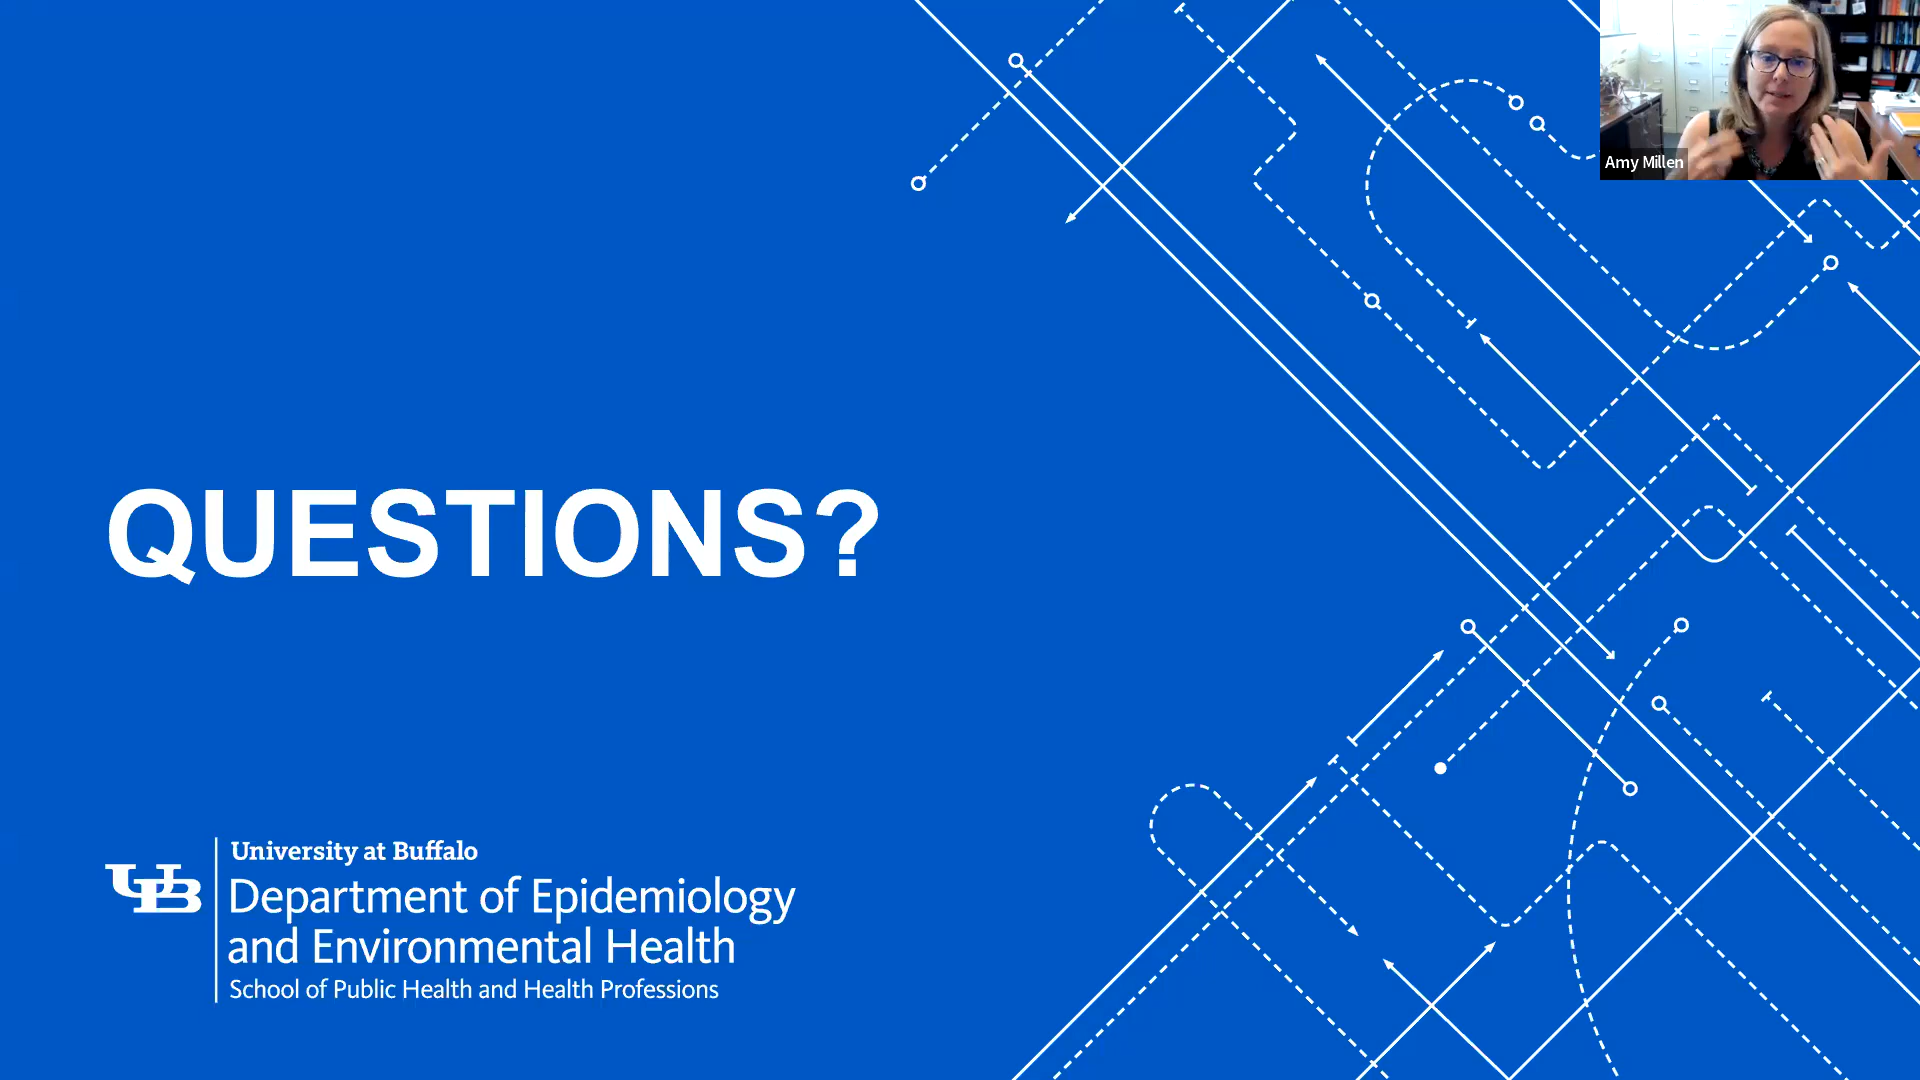 Amy Millen
QUESTIONS?
UB
University at Buffalo
Department of Epidemiology
and Environmental Health
School of Public Health and Health Professions